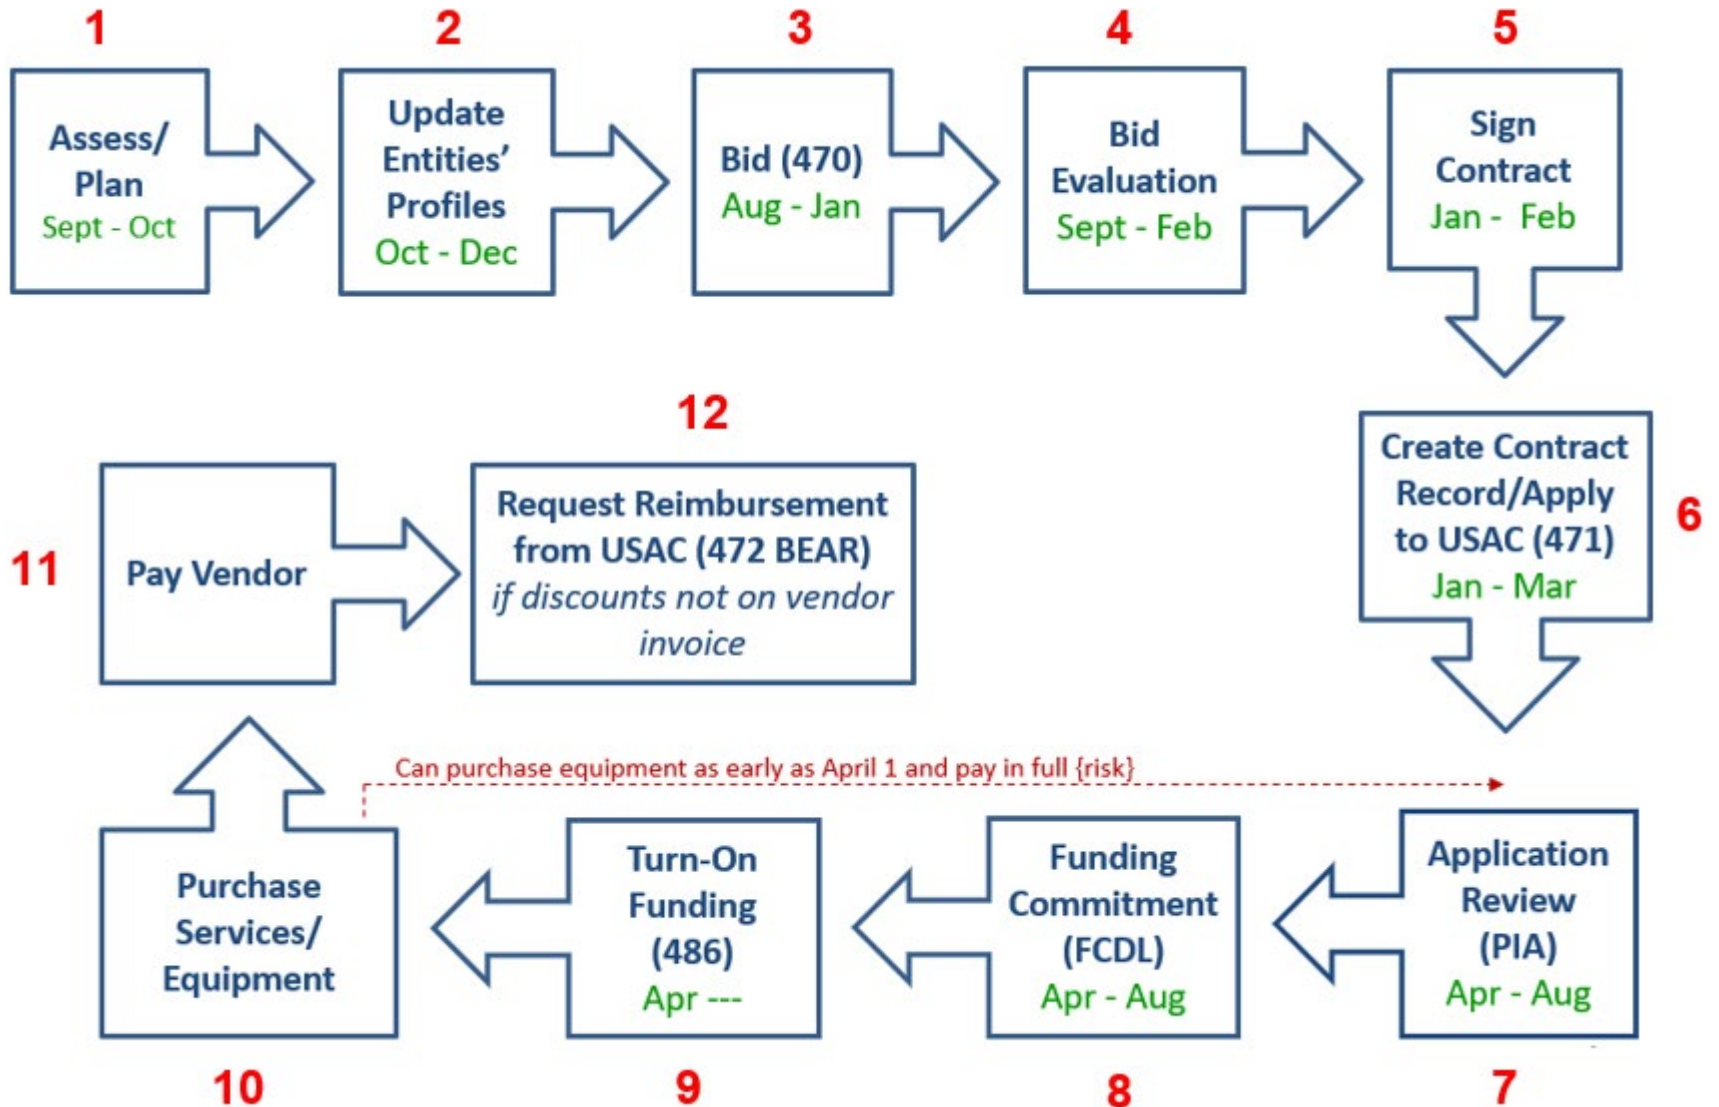 1
Assess/
Plan
Sept - Oct
2
Update
Entities’
Profiles
Oct - Dec
3
Bid (470)
Aug - Jan
4
Bid
Evaluation
Sept - Feb
5
Sign
Contract
Jan - Feb
6
Create Contract
Record/Apply
to USAC (471)
Jan - Mar
7
Application
Review
(PIA)
Apr - Aug
8
Funding
Commitment
(FCDL)
Apr - Aug
9
Turn-On
Funding
(486)
Apr ---
10
Purchase
Services/
Equipment
Can purchase equipment as early as April 1 and pay in full {risk}
11
Pay Vendor
12
Request Reimbursement
from USAC (472 BEAR)
if discounts not on vendor
invoice